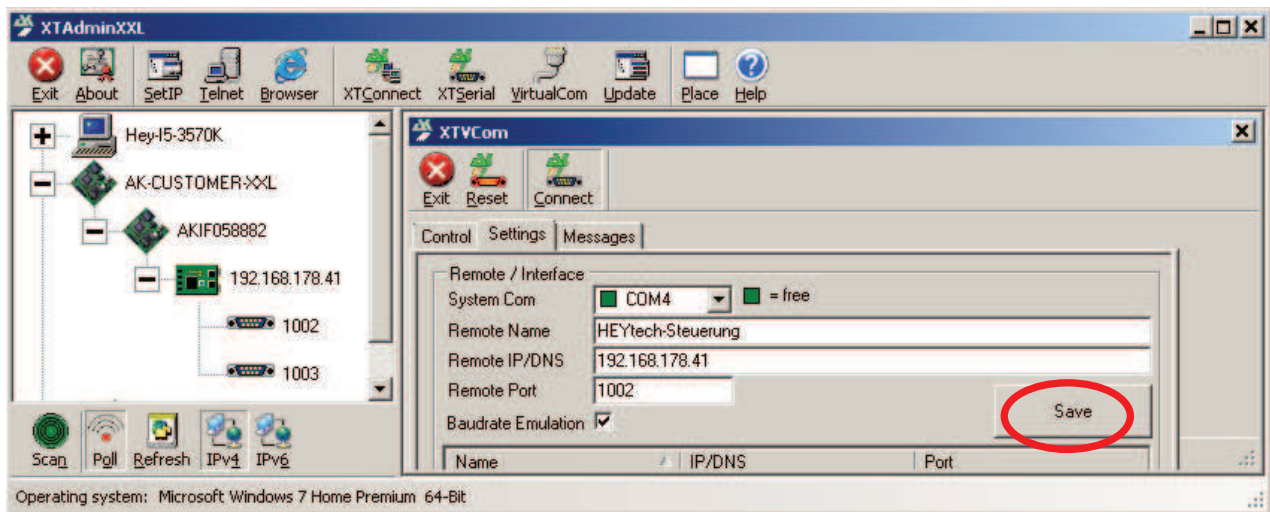 XTAdminXXL
Exit About SetIP Telnet Browser XTConnect XTSerial VirtualCom Update Place Help
Hey-I5-3570K
AK-CUSTOMER-XXL
AKIF058882
192.168.178.41
1002
1003
Scan Poll Refresh IPv4 IPv6
XTVCom
Exit Reset Connect
Control Settings Messages
Remote / Interface
System Com COM4 = free
Remote Name HEYtech-Steuerung
Remote IP/DNS 192.168.178.41
Remote Port 1002
Baudrate Emulation
Save
Name IP/DNS Port
Operating system: Microsoft Windows 7 Home Premium 64-Bit